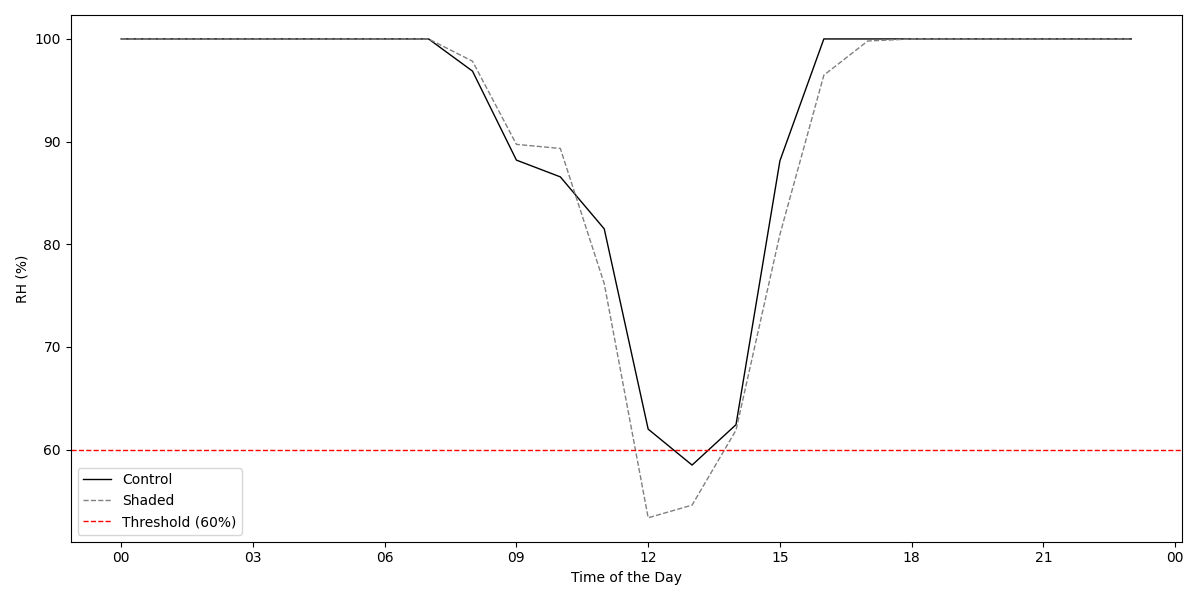 100
90
80
70
60
RH (%)
Control
Shaded
Threshold (60%)
00 03 06 09 12 15 18 21 00
Time of the Day